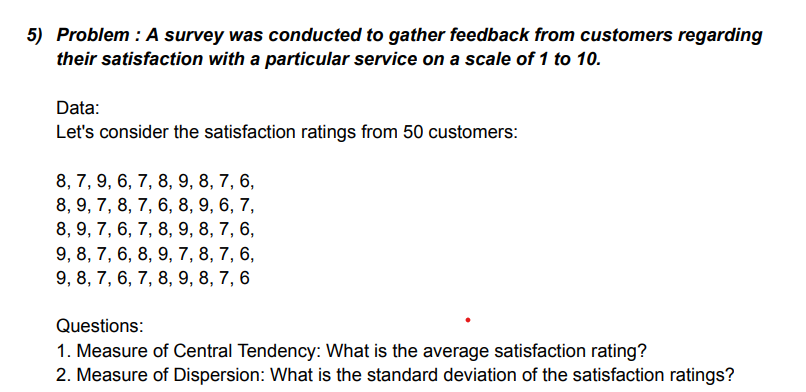 5) Problem : A survey was conducted to gather feedback from customers regarding
their satisfaction with a particular service on a scale of 1 to 10.
Data:
Let's consider the satisfaction ratings from 50 customers:
8, 7, 9, 6, 7, 8, 9, 8, 7, 6,
8, 9, 7, 8, 7, 6, 8, 9, 6, 7,
8, 9, 7, 6, 7, 8, 9, 8, 7, 6,
9, 8, 7, 6, 8, 9, 7, 8, 7, 6,
9, 8, 7, 6, 7, 8, 9, 8, 7, 6
Questions:
1. Measure of Central Tendency: What is the average satisfaction rating?
2. Measure of Dispersion: What is the standard deviation of the satisfaction ratings?